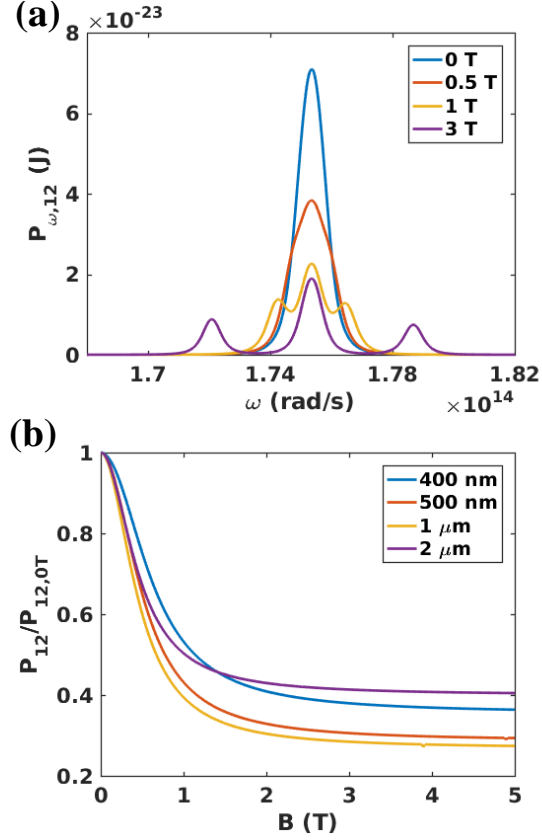 (a)
×10⁻²³
8
6
4
2
0
P_ω,12 (J)
0 T
0.5 T
1 T
3 T
1.7
1.74
1.78
1.82
ω (rad/s)
×10¹⁴
(b)
1
0.8
0.6
0.4
0.2
P₁₂/P₁₂,₀T
400 nm
500 nm
1 μm
2 μm
0
1
2
3
4
5
B (T)